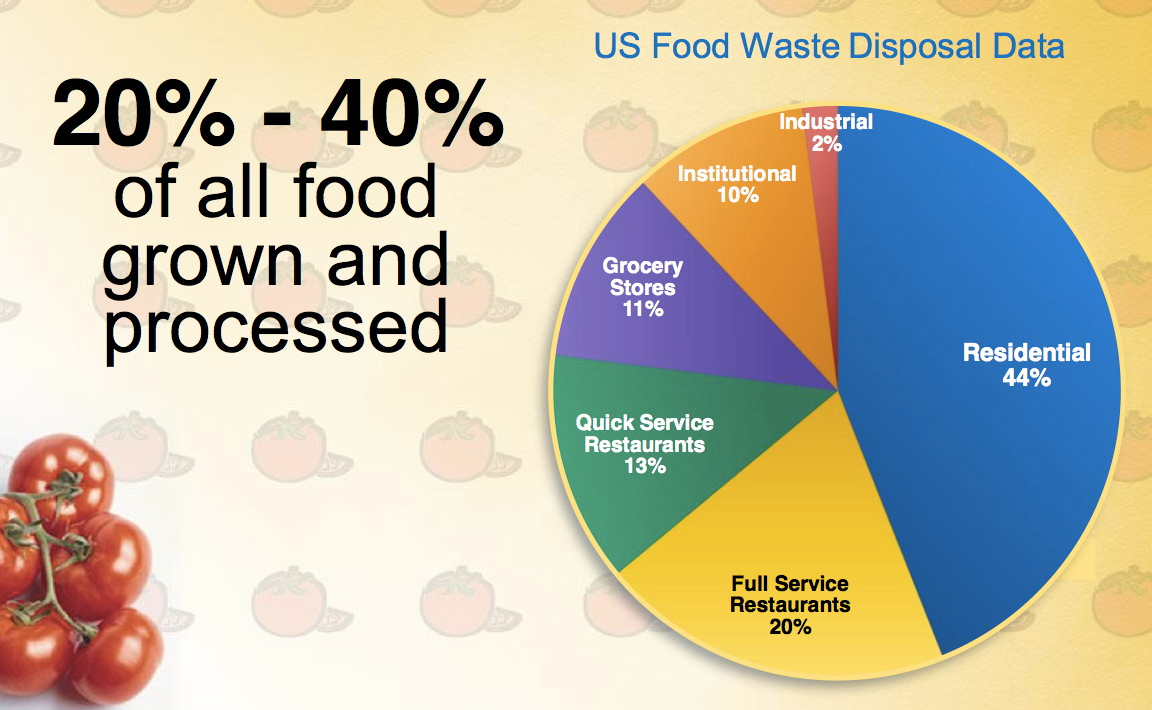 20% - 40%
of all food
grown and
processed
US Food Waste Disposal Data
Industrial
2%
Institutional
10%
Grocery
Stores
11%
Residential
44%
Quick Service
Restaurants
13%
Full Service
Restaurants
20%